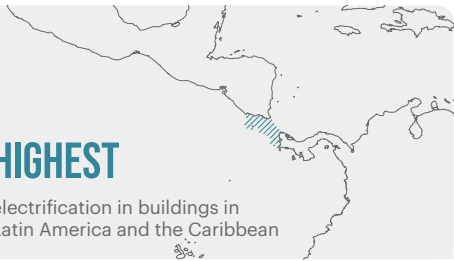 HIGHEST
electrification in buildings in
Latin America and the Caribbean